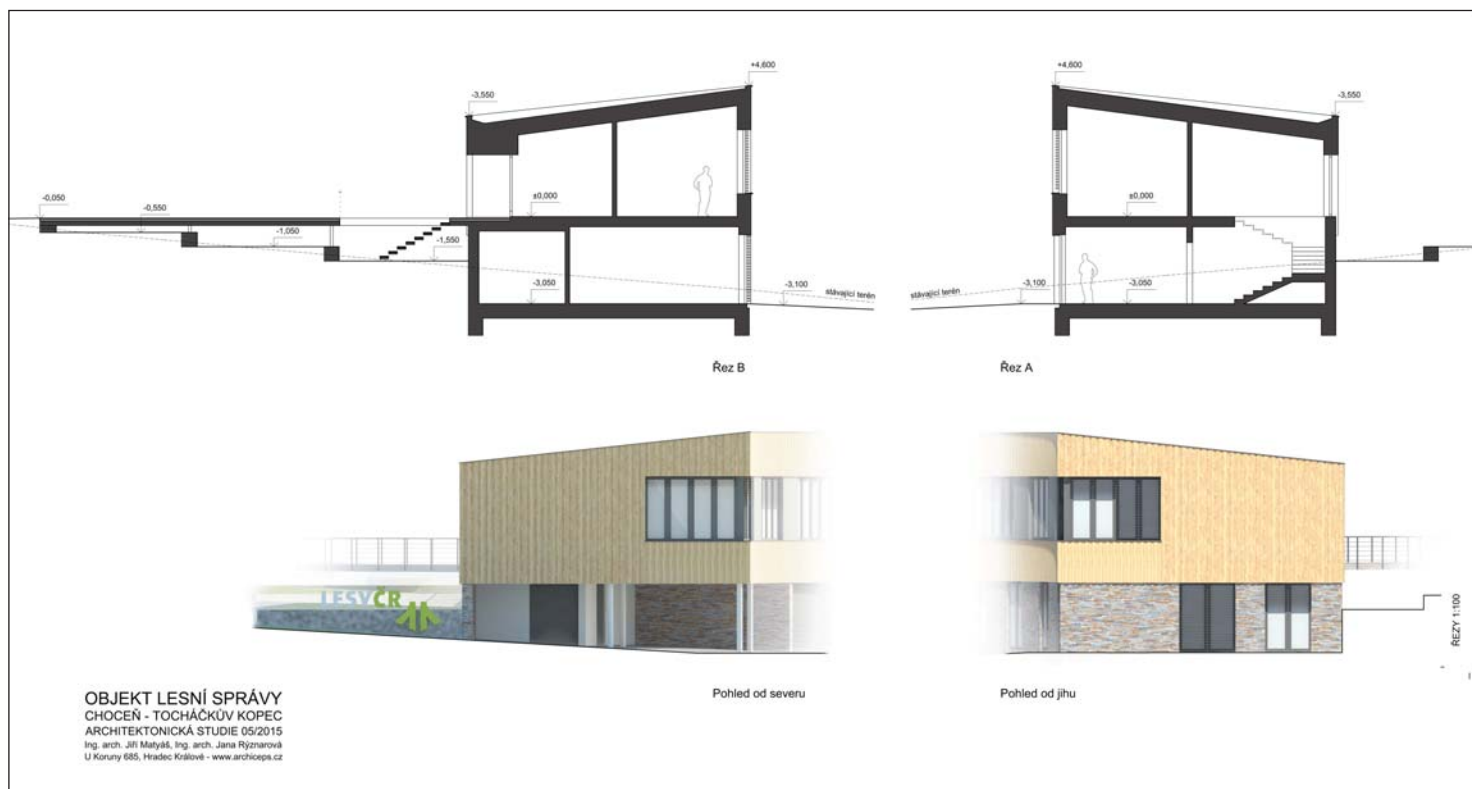 +4,600
-3,550
-0,050
-0,550
±0,000
-1,050
-1,550
-3,050
-3,100
stávající terén
Řez B
+4,600
-3,550
±0,000
-3,100
-3,050
stávající terén
Řez A
LESYČR
Pohled od severu
Pohled od jihu
ŘEZY 1:100
OBJEKT LESNÍ SPRÁVY
CHOCEŇ - TOCHÁČKŮV KOPEC
ARCHITEKTONICKÁ STUDIE 05/2015
Ing. arch. Jiří Matyáš, Ing. arch. Jana Rýznarová
U Koruny 685, Hradec Králové - www.archiceps.cz